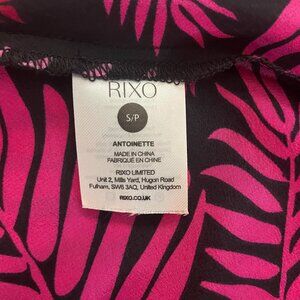 RIXO
S/P
ANTOINETTE
MADE IN CHINA
FABRIQUÉ EN CHINE
RIXO LIMITED
Unit 2, Mills Yard, Hugon Road
Fulham, SW6 3AQ, United Kingdom
RIXO.CO.UK